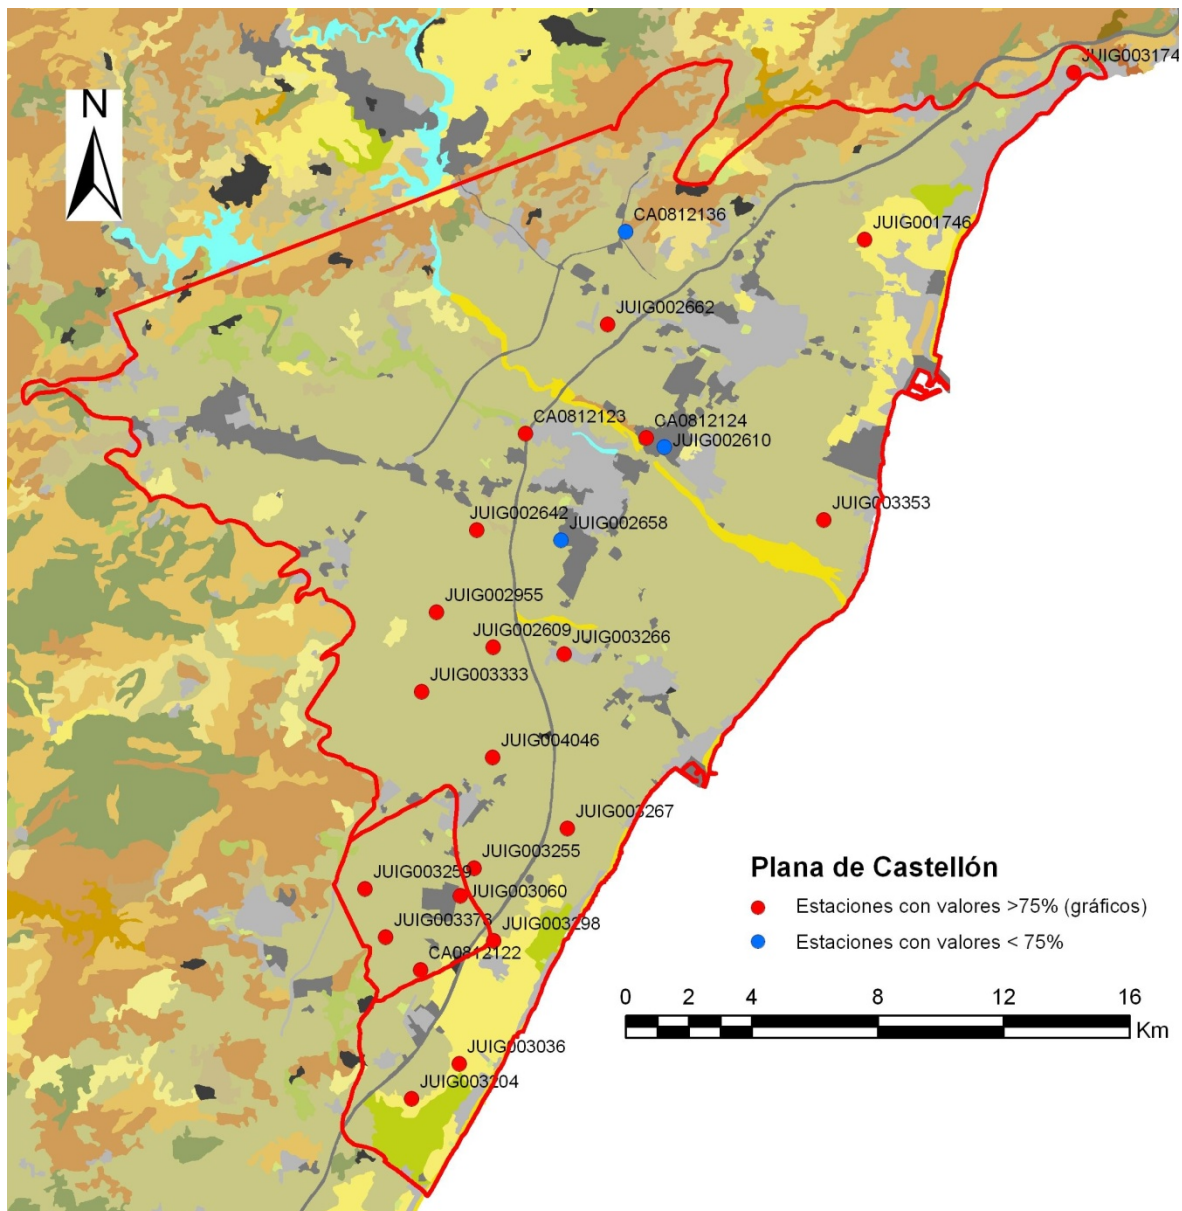 JUIG003174
N
CA0812136
JUIG001746
JUIG002662
CA0812123
CA0812124
JUIG002610
JUIG002642
JUIG002658
JUIG003353
JUIG002955
JUIG002609
JUIG003266
JUIG003333
JUIG004046
JUIG003267
JUIG003255
JUIG003259
JUIG003060
JUIG003373
JUIG003298
CA0812122
JUIG003036
JUIG003204
Plana de Castellón
Estaciones con valores >75% (gráficos)
Estaciones con valores < 75%
0 2 4 8 12 16
Km